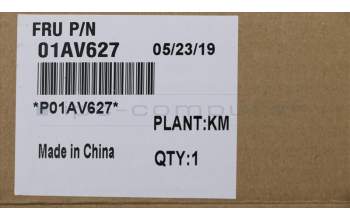 FRU P/N
01AV627 05/23/19
*P01AV627*
PLANT:KM
Made in China
QTY:1